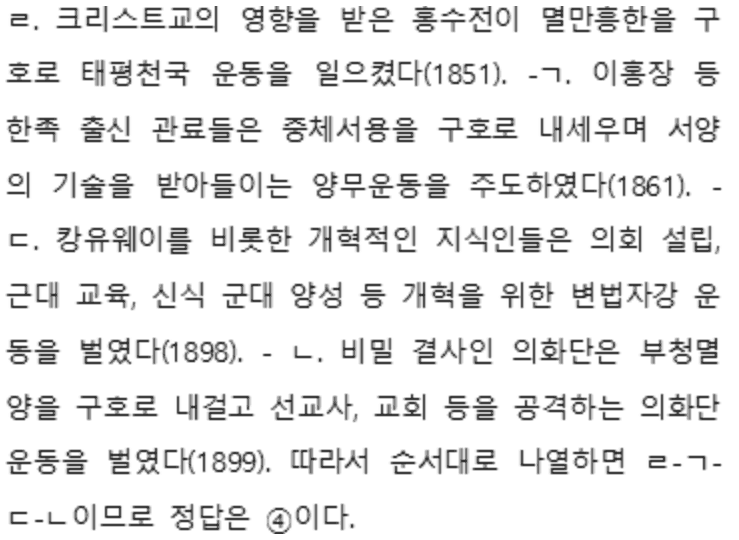 ㄹ. 크리스트교의 영향을 받은 홍수전이 멸만흥한을 구
호로 태평천국 운동을 일으켰다(1851). -ㄱ. 이홍장 등
한족 출신 관료들은 중체서용을 구호로 내세우며 서양
의 기술을 받아들이는 양무운동을 주도하였다(1861). -
ㄷ. 캉유웨이를 비롯한 개혁적인 지식인들은 의회 설립,
근대 교육, 신식 군대 양성 등 개혁을 위한 변법자강 운
동을 벌였다(1898). - ㄴ. 비밀 결사인 의화단은 부청멸
양을 구호로 내걸고 선교사, 교회 등을 공격하는 의화단
운동을 벌였다(1899). 따라서 순서대로 나열하면 ㄹ-ㄱ-
ㄷ-ㄴ이므로 정답은 ④이다.